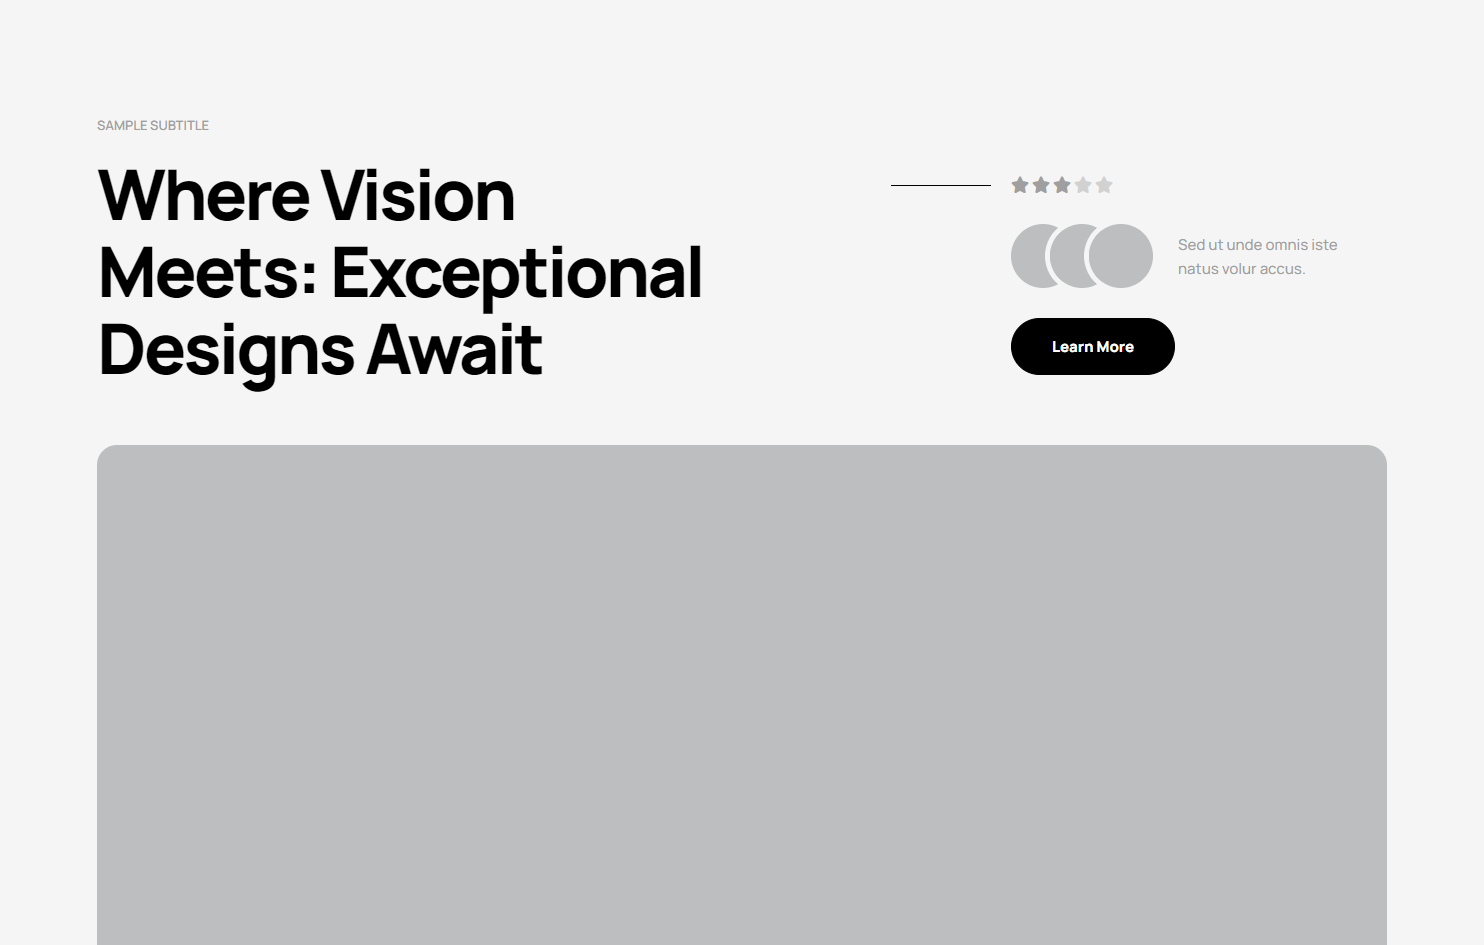 SAMPLE SUBTITLE
Where Vision
Meets: Exceptional
Designs Await
Sed ut unde omnis iste
natus volur accus.
Learn More